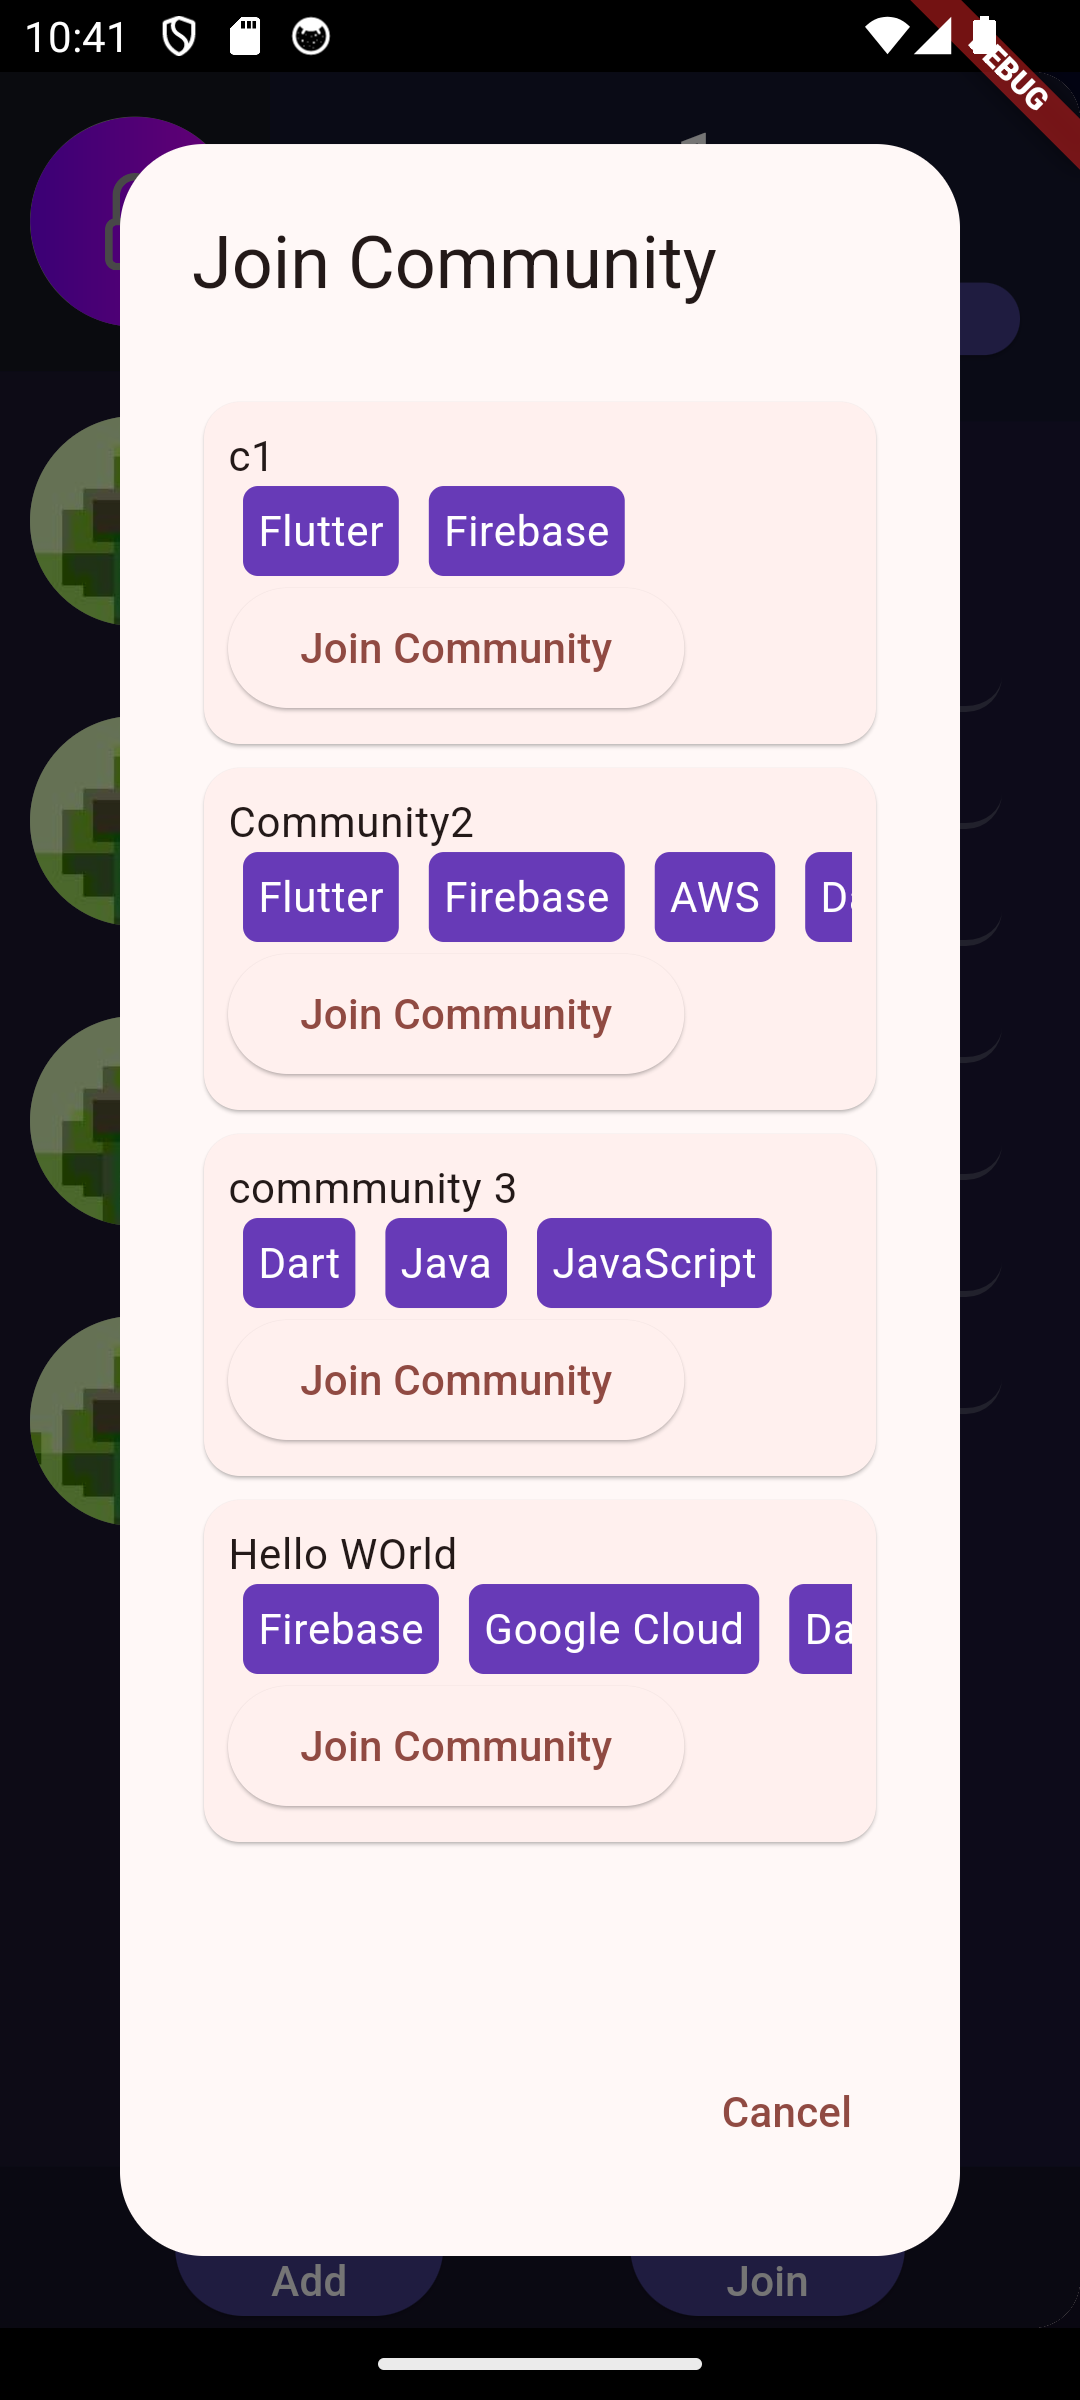 10:41
DEBUG
Join Community
c1
Flutter Firebase
Join Community
Community2
Flutter Firebase AWS
Join Community
commmunity 3
Dart Java JavaScript
Join Community
Hello WOrld
Firebase Google Cloud Da
Join Community
Cancel
Add Join